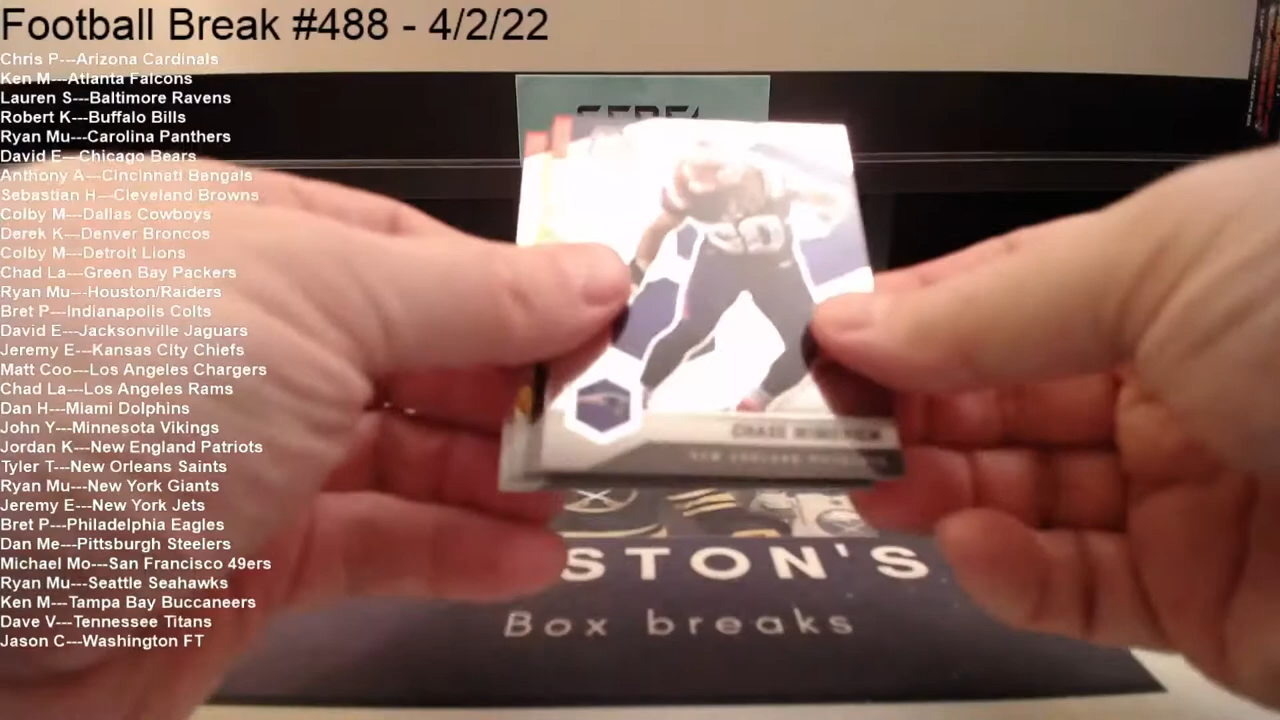 Football Break #488 - 4/2/22
Chris P---Arizona Cardinals
Ken M---Atlanta Falcons
Lauren S---Baltimore Ravens
Robert K---Buffalo Bills
Ryan Mu---Carolina Panthers
David E---Chicago Bears
Anthony A---Cincinnati Bengals
Sebastian H---Cleveland Browns
Colby M---Dallas Cowboys
Derek K---Denver Broncos
Colby M---Detroit Lions
Chad La---Green Bay Packers
Ryan Mu---Houston/Raiders
Bret P---Indianapolis Colts
David E---Jacksonville Jaguars
Jeremy E---Kansas City Chiefs
Matt Coo---Los Angeles Chargers
Chad La---Los Angeles Rams
Dan H---Miami Dolphins
John Y---Minnesota Vikings
Jordan K---New England Patriots
Tyler T---New Orleans Saints
Ryan Mu---New York Giants
Jeremy E---New York Jets
Bret P---Philadelphia Eagles
Dan Me---Pittsburgh Steelers
Michael Mo---San Francisco 49ers
Ryan Mu---Seattle Seahawks
Ken M---Tampa Bay Buccaneers
Dave V---Tennessee Titans
Jason C---Washington FT
CHASE WINOVICH
NEW ENGLAND PATRIOTS
STON'S
Box breaks